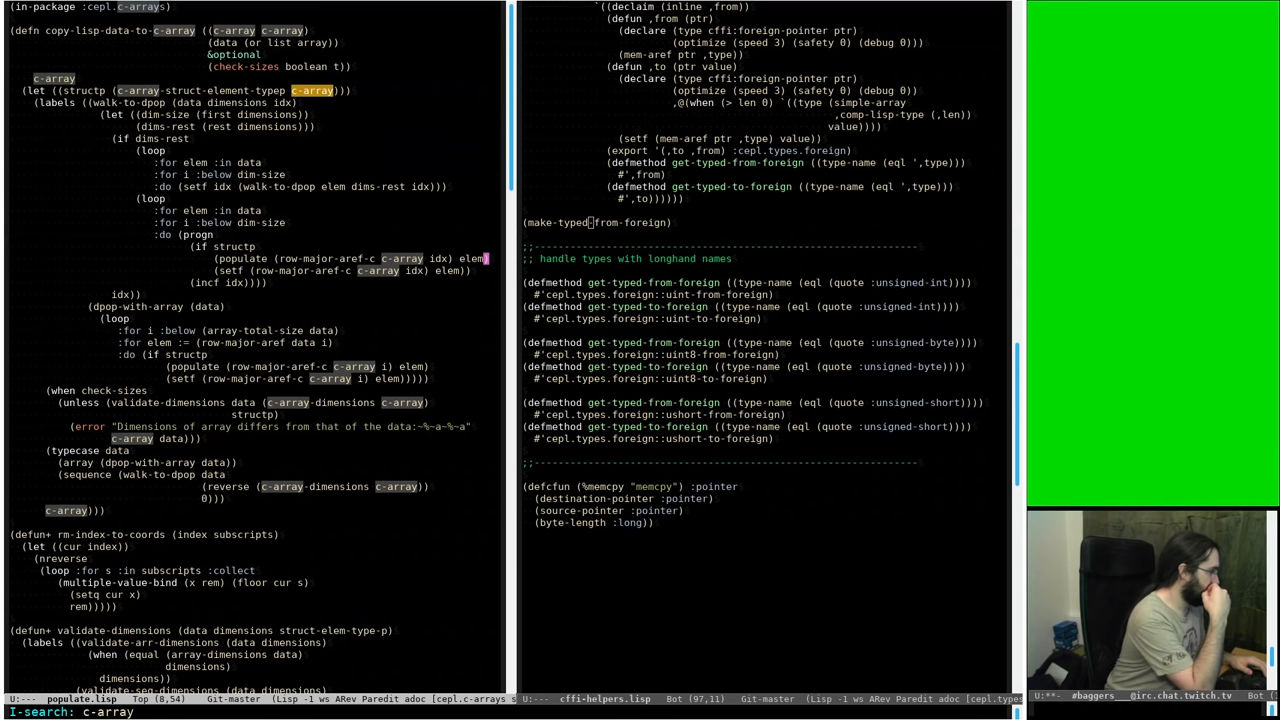 (in-package :cepl.c-arrays)
(defn copy-lisp-data-to-c-array ((c-array c-array)
(data (or list array))
&optional
(check-sizes boolean t))
c-array
(let ((structp (c-array-struct-element-typep c-array)))
(labels ((walk-to-dpop (data dimensions idx)
(let ((dim-size (first dimensions))
(dims-rest (rest dimensions)))
(if dims-rest
(loop
:for elem :in data
:for i :below dim-size
:do (setf idx (walk-to-dpop elem dims-rest idx)))
(loop
:for elem :in data
:for i :below dim-size
:do (progn
(if structp
(populate (row-major-aref-c c-array idx) elem)
(setf (row-major-aref-c c-array idx) elem))
(incf idx))))
idx))
(dpop-with-array (data)
(loop
:for i :below (array-total-size data)
:for elem := (row-major-aref data i)
:do (if structp
(populate (row-major-aref-c c-array i) elem)
(setf (row-major-aref-c c-array i) elem)))))
(when check-sizes
(unless (validate-dimensions data (c-array-dimensions c-array)
structp)
(error "Dimensions of array differs from that of the data:~%~a~%~a"
c-array data)))
(typecase data
(array (dpop-with-array data))
(sequence (walk-to-dpop data
(reverse (c-array-dimensions c-array))
0)))
c-array)))
(defun+ rm-index-to-coords (index subscripts)
(let ((cur index))
(nreverse
(loop :for s :in subscripts :collect
(multiple-value-bind (x rem) (floor cur s)
(setq cur x)
rem)))))
(defun+ validate-dimensions (data dimensions struct-elem-type-p)
(labels ((validate-arr-dimensions (data dimensions)
(when (equal (array-dimensions data)
dimensions)
dimensions))
(validate-seq-dimensions (data dimensions)
U:--- populate.lisp Top (8,54) Git-master (Lisp -1 ws ARev Paredit adoc [cepl.c-arrays s
I-search: c-array
`((declaim (inline ,from))
(defun ,from (ptr)
(declare (type cffi:foreign-pointer ptr)
(optimize (speed 3) (safety 0) (debug 0)))
(mem-aref ptr ,type))
(defun ,to (ptr value)
(declare (type cffi:foreign-pointer ptr)
(optimize (speed 3) (safety 0) (debug 0))
,@(when (> len 0) `((type (simple-array
,comp-lisp-type (,len))
value))))
(setf (mem-aref ptr ,type) value))
(export '(,to ,from) :cepl.types.foreign)
(defmethod get-typed-from-foreign ((type-name (eql ',type)))
#',from)
(defmethod get-typed-to-foreign ((type-name (eql ',type)))
#',to))))))
(make-typed-from-foreign)
;;----------------------------------------------------------------
;; handle types with longhand names
(defmethod get-typed-from-foreign ((type-name (eql (quote :unsigned-int))))
#'cepl.types.foreign::uint-from-foreign)
(defmethod get-typed-to-foreign ((type-name (eql (quote :unsigned-int))))
#'cepl.types.foreign::uint-to-foreign)
(defmethod get-typed-from-foreign ((type-name (eql (quote :unsigned-byte))))
#'cepl.types.foreign::uint8-from-foreign)
(defmethod get-typed-to-foreign ((type-name (eql (quote :unsigned-byte))))
#'cepl.types.foreign::uint8-to-foreign)
(defmethod get-typed-from-foreign ((type-name (eql (quote :unsigned-short))))
#'cepl.types.foreign::ushort-from-foreign)
(defmethod get-typed-to-foreign ((type-name (eql (quote :unsigned-short))))
#'cepl.types.foreign::ushort-to-foreign)
;;----------------------------------------------------------------
(defcfun (%memcpy "memcpy") :pointer
(destination-pointer :pointer)
(source-pointer :pointer)
(byte-length :long))
U:--- cffi-helpers.lisp Bot (97,11) Git-master (Lisp -1 ws ARev Paredit adoc [cepl.types
U:**- #baggers___@irc.chat.twitch.tv Bot